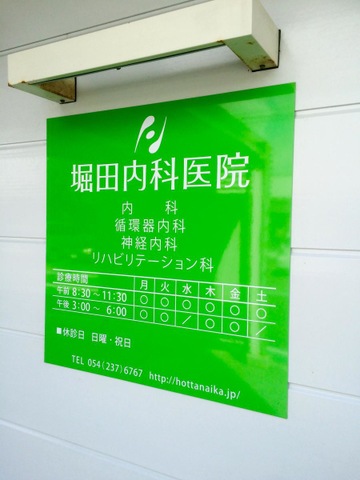 堀田内科医院
内 科
循環器内科
神経内科
リハビリテーション科
診療時間 月 火 水 木 金 土
午前 8:30～11:30 ○ ○ ○ ○ ○ ○
午後 3:00～ 6:00 ○ ○ ／ ○ ○ ／
■休診日 日曜・祝日
TEL 054(237)6767 http://hottanaika.jp/